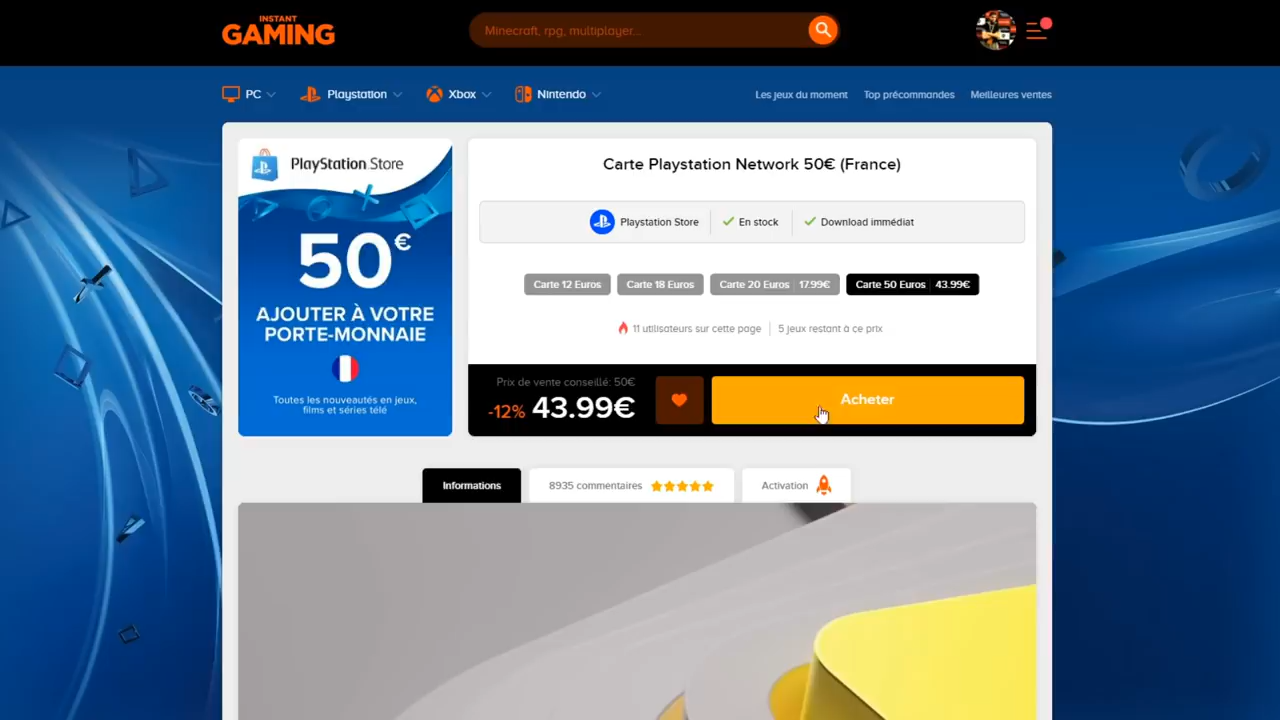 INSTANT
GAMING
Minecraft, rpg, multiplayer...
PC
Playstation
Xbox
Nintendo
Les jeux du moment
Top précommandes
Meilleures ventes
PlayStation Store
50€
AJOUTER À VOTRE
PORTE-MONNAIE
Toutes les nouveautés en jeux,
films et séries télé
Carte Playstation Network 50€ (France)
Playstation Store
En stock
Download immédiat
Carte 12 Euros
Carte 18 Euros
Carte 20 Euros 17.99€
Carte 50 Euros 43.99€
11 utilisateurs sur cette page
5 jeux restant à ce prix
Prix de vente conseillé: 50€
-12% 43.99€
Acheter
Informations
8935 commentaires
Activation